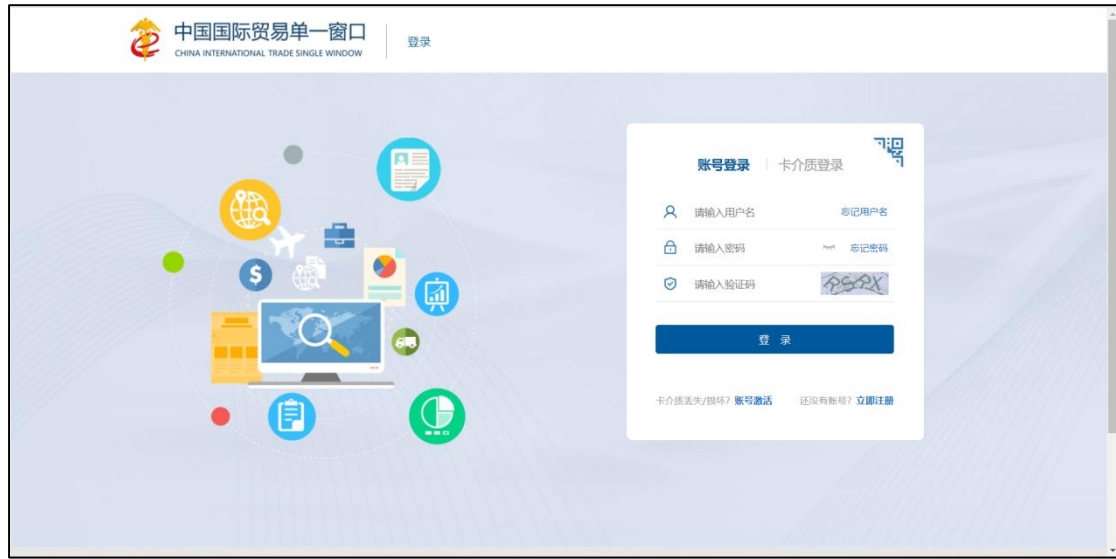 中国国际贸易单一窗口
CHINA INTERNATIONAL TRADE SINGLE WINDOW
登录
账号登录 卡介质登录
请输入用户名 忘记用户名
请输入密码 忘记密码
请输入验证码
登 录
卡介质丢失/损坏? 账号激活 还没有账号? 立即注册